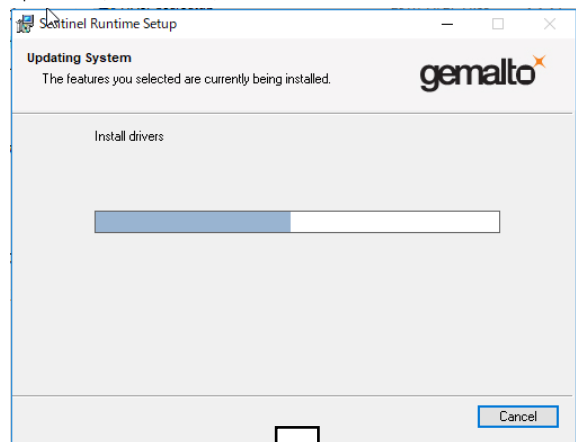 Sentinel Runtime Setup
Updating System
The features you selected are currently being installed.
gemalto
Install drivers
Cancel